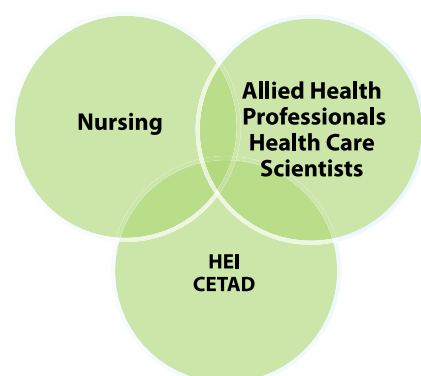 Nursing
Allied Health
Professionals
Health Care
Scientists
HEI
CETAD